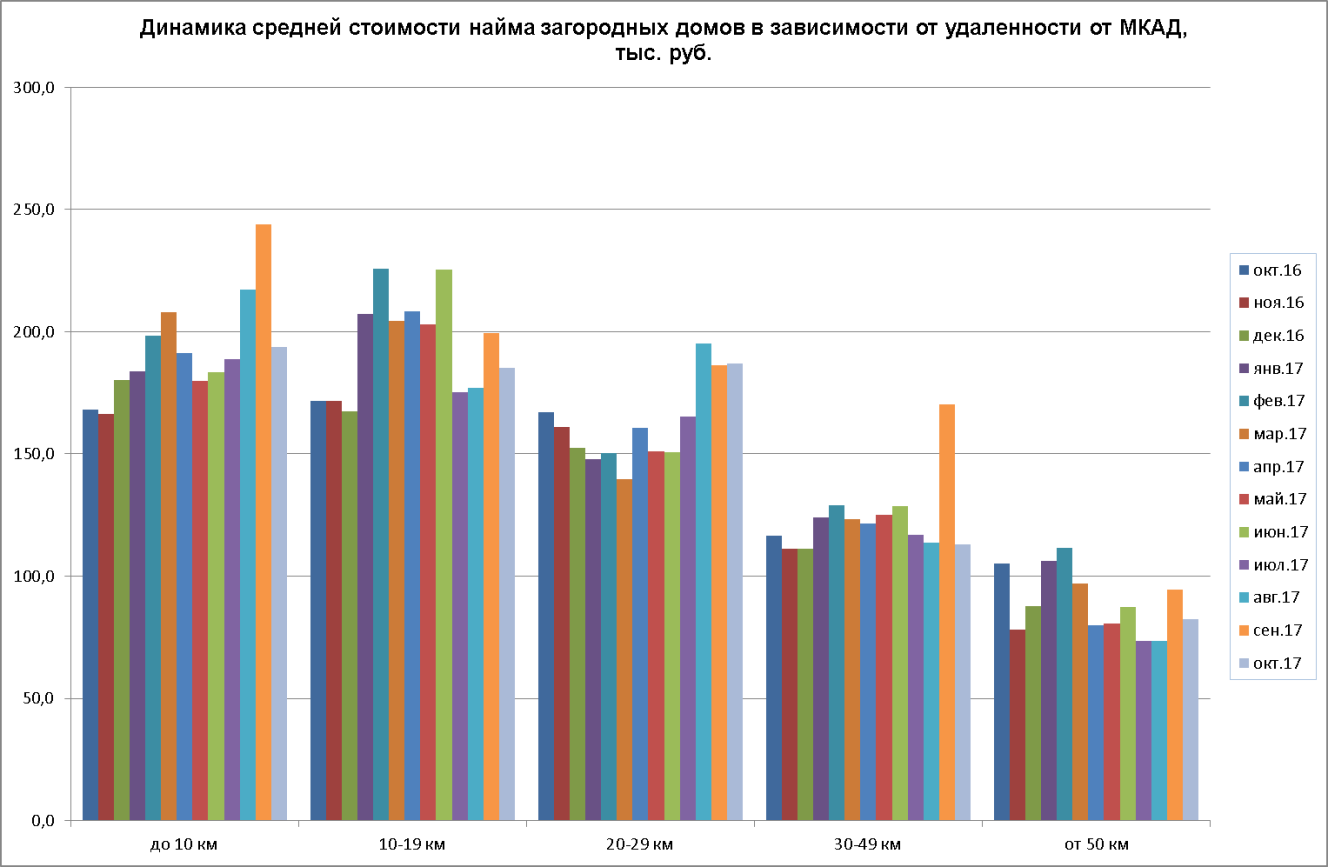 Динамика средней стоимости найма загородных домов в зависимости от удаленности от МКАД,
тыс. руб.
300,0
250,0
200,0
150,0
100,0
50,0
0,0
до 10 км
10-19 км
20-29 км
30-49 км
от 50 км
окт.16
ноя.16
дек.16
янв.17
фев.17
мар.17
апр.17
май.17
июн.17
июл.17
авг.17
сен.17
окт.17